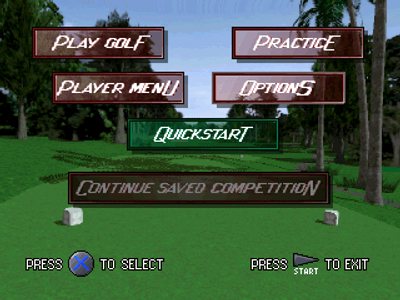 PLAY GOLF
PRACTICE
PLAYER MENU
OPTIONS
QUICKSTART
CONTINUE SAVED COMPETITION
PRESS TO SELECT
PRESS START TO EXIT